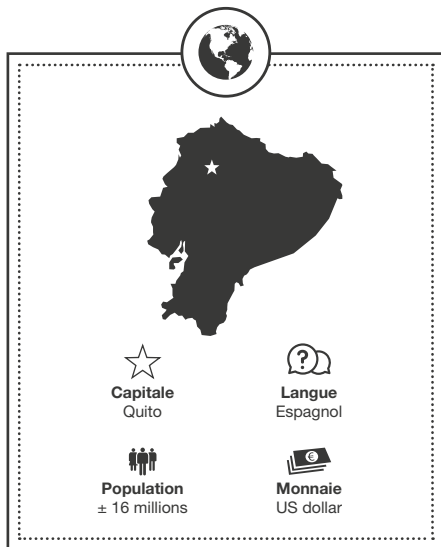 Capitale
Quito
Langue
Espagnol
Population
± 16 millions
Monnaie
US dollar